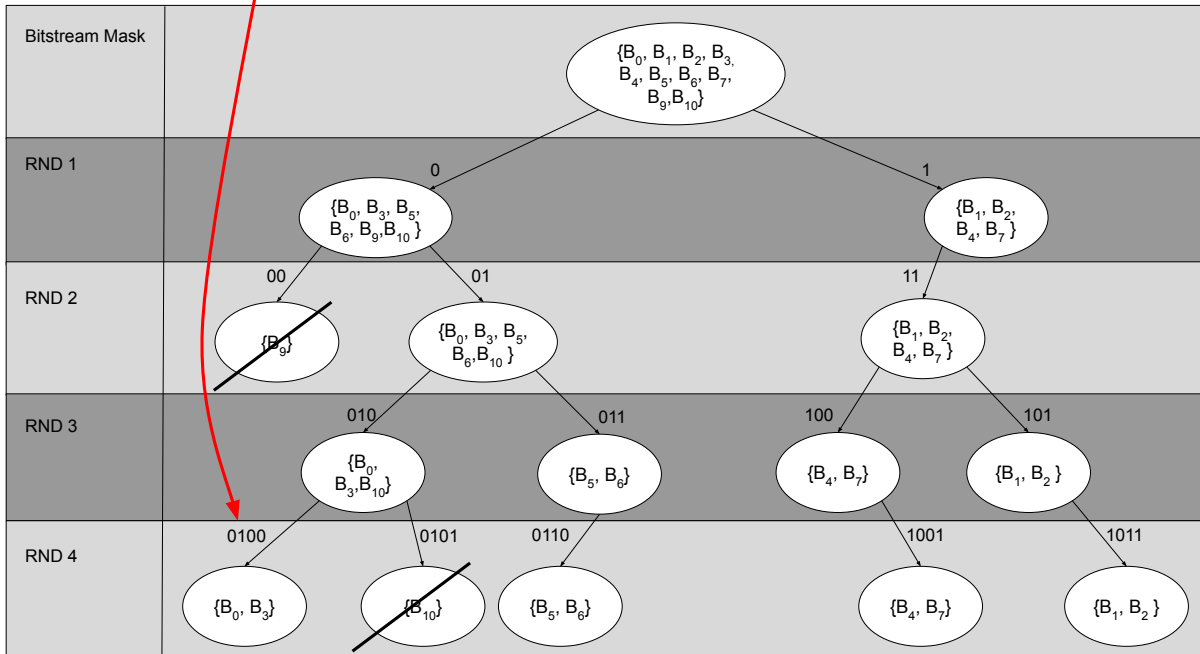 Bitstream Mask
{B₀, B₁, B₂, B₃,
B₄, B₅, B₆, B₇,
B₉,B₁₀}
RND 1
0
1
{B₀, B₃, B₅,
B₆, B₉,B₁₀ }
{B₁, B₂,
B₄, B₇ }
RND 2
00
01
11
{B₉}
{B₀, B₃, B₅,
B₆,B₁₀ }
{B₁, B₂,
B₄, B₇ }
RND 3
010
011
100
101
{B₀,
B₃,B₁₀}
{B₅, B₆}
{B₄, B₇}
{B₁, B₂ }
RND 4
0100
0101
0110
1001
1011
{B₀, B₃}
{B₁₀}
{B₅, B₆}
{B₄, B₇}
{B₁, B₂ }